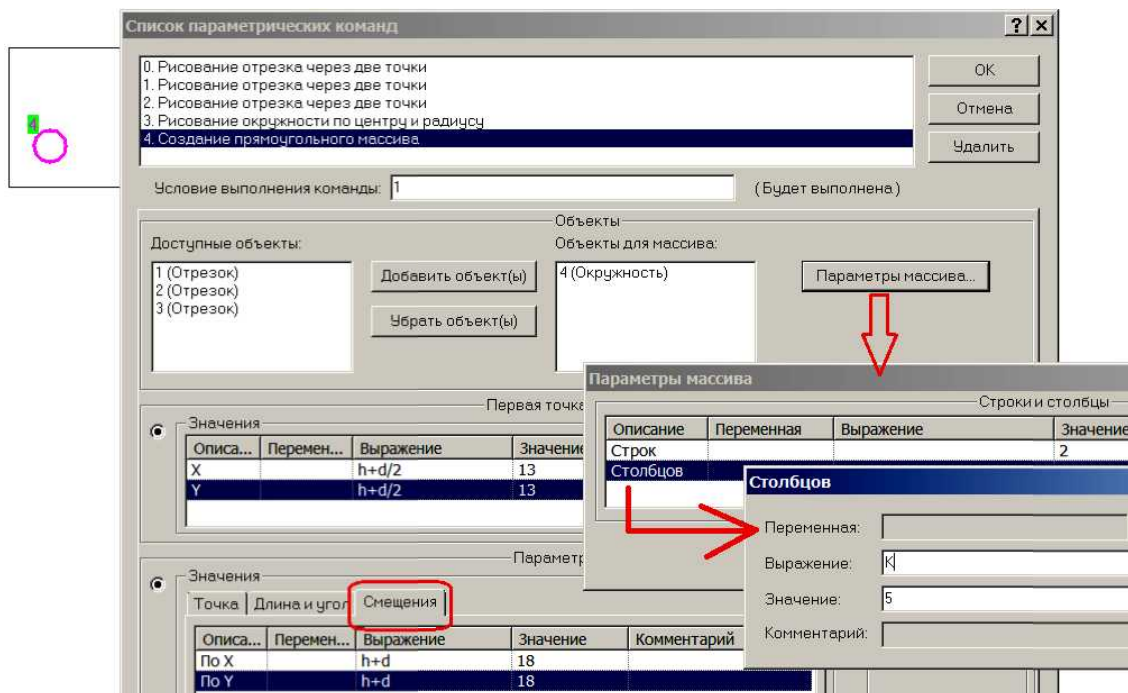 Список параметрических команд
0. Рисование отрезка через две точки
1. Рисование отрезка через две точки
2. Рисование отрезка через две точки
3. Рисование окружности по центру и радиусу
4. Создание прямоугольного массива
OK
Отмена
Удалить
4
Условие выполнения команды: 1 (Будет выполнена)
Объекты
Доступные объекты: Объекты для массива:
1 (Отрезок)
2 (Отрезок)
3 (Отрезок)
Добавить объект(ы)
Убрать объект(ы)
4 (Окружность)
Параметры массива...
Параметры массива
Строки и столбцы
Описание Переменная Выражение Значение
Строк 2
Столбцов
Первая точка
Значения
Описа... Перемен... Выражение Значение
X h+d/2 13
Y h+d/2 13
Столбцов
Переменная:
Выражение: K
Значение: 5
Комментарий:
Параметр
Значения
Точка Длина и угол Смещения
Описа... Перемен... Выражение Значение Комментарий
По X h+d 18
По Y h+d 18